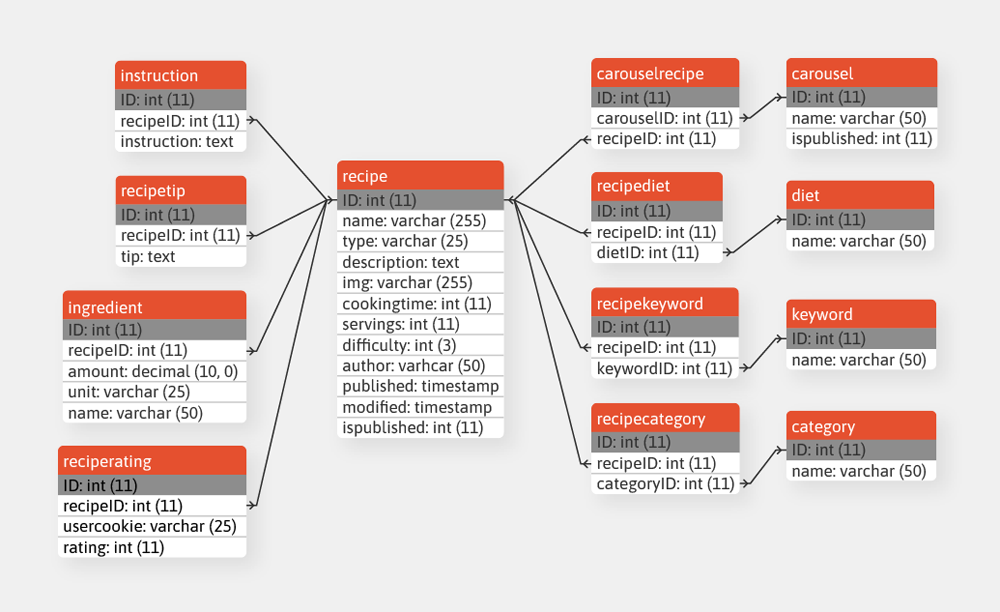 instruction
ID: int (11)
recipeID: int (11)
instruction: text
recipetip
ID: int (11)
recipeID: int (11)
tip: text
ingredient
ID: int (11)
recipeID: int (11)
amount: decimal (10, 0)
unit: varchar (25)
name: varchar (50)
reciperating
ID: int (11)
recipeID: int (11)
usercookie: varchar (25)
rating: int (11)
recipe
ID: int (11)
name: varchar (255)
type: varchar (25)
description: text
img: varchar (255)
cookingtime: int (11)
servings: int (11)
difficulty: int (3)
author: varhcar (50)
published: timestamp
modified: timestamp
ispublished: int (11)
carouselrecipe
ID: int (11)
carouselID: int (11)
recipeID: int (11)
recipediet
ID: int (11)
recipeID: int (11)
dietID: int (11)
recipekeyword
ID: int (11)
recipeID: int (11)
keywordID: int (11)
recipecategory
ID: int (11)
recipeID: int (11)
categoryID: int (11)
carousel
ID: int (11)
name: varchar (50)
ispublished: int (11)
diet
ID: int (11)
name: varchar (50)
keyword
ID: int (11)
name: varchar (50)
category
ID: int (11)
name: varchar (50)